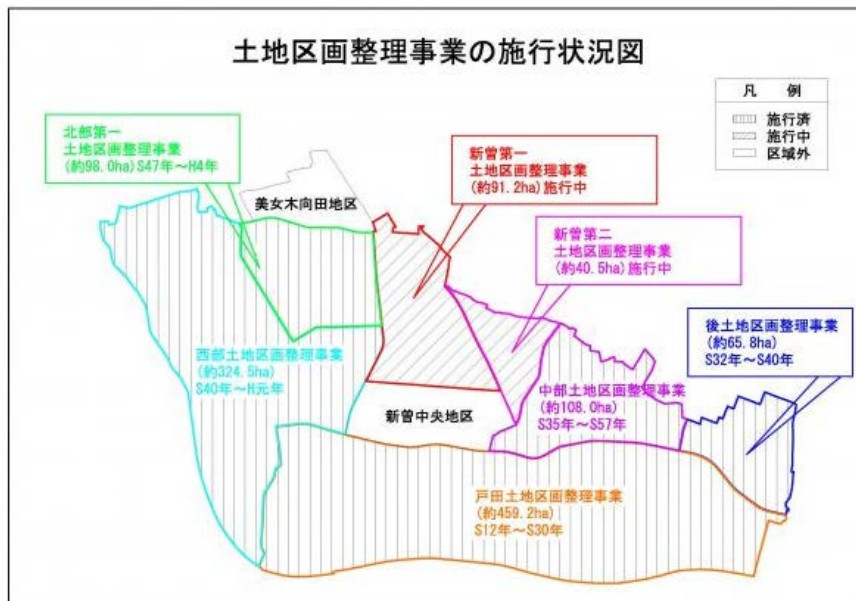 土地区画整理事業の施行状況図
凡　例
施行済
施行中
区域外
北部第一
土地区画整理事業
(約98.0ha)S47年～H4年
美女木向田地区
新曽第一
土地区画整理事業
(約91.2ha)施行中
新曽第二
土地区画整理事業
(約40.5ha)施行中
後土地区画整理事業
(約65.8ha)
S32年～S40年
西部土地区画整理事業
(約324.5ha)
S40年～H元年
新曽中央地区
中部土地区画整理事業
(約108.0ha)
S35年～S57年
戸田土地区画整理事業
(約459.2ha)
S12年～S30年